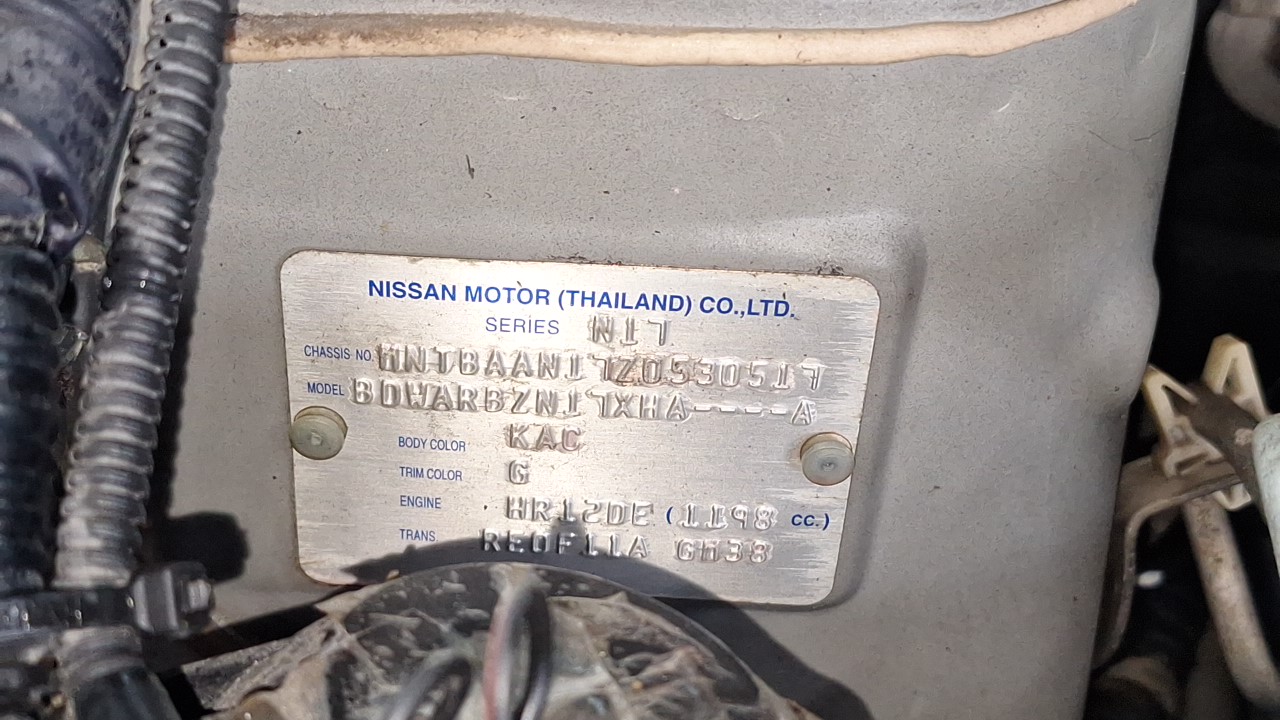 NISSAN MOTOR (THAILAND) CO.,LTD.
SERIES N17
CHASSIS NO. MNTBAAN17Z0530517
MODEL BDWARBZN17XHA----A
BODY COLOR KAC
TRIM COLOR G
ENGINE HR12DE (1198 CC.)
TRANS. RE0F11A GH38